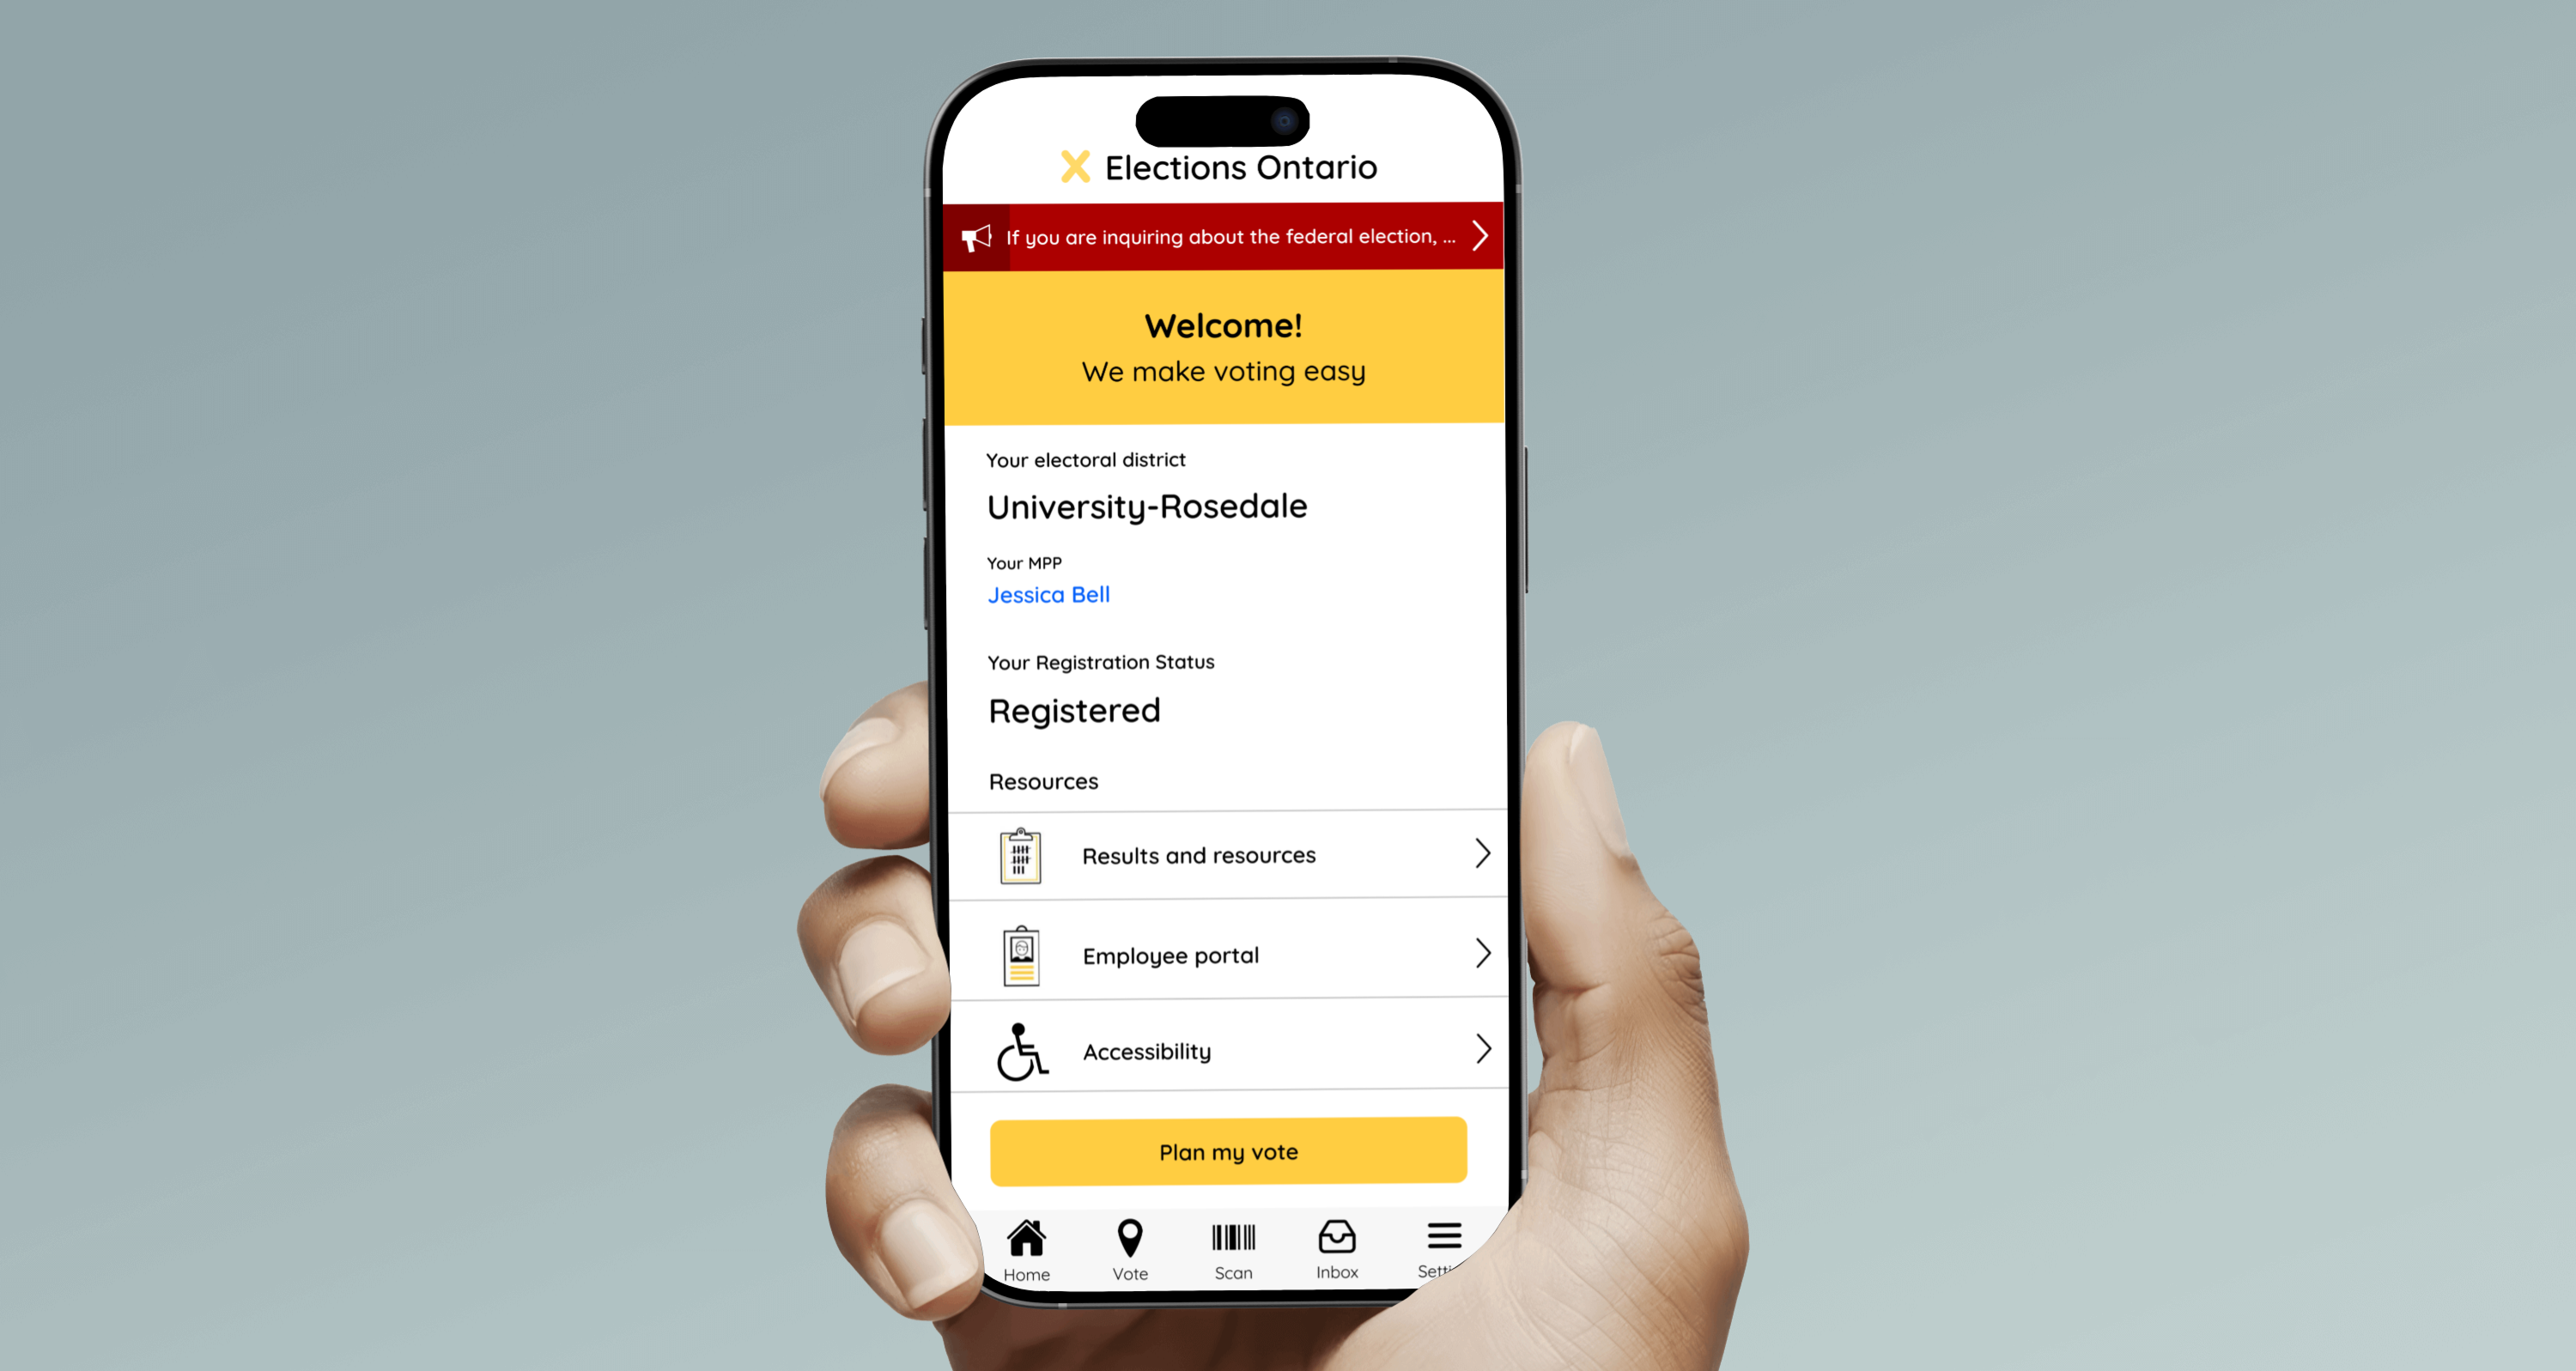 Elections Ontario
If you are inquiring about the federal election, ...
Welcome!
We make voting easy
Your electoral district
University-Rosedale
Your MPP
Jessica Bell
Your Registration Status
Registered
Resources
Results and resources
Employee portal
Accessibility
Plan my vote
Home Vote Scan Inbox Setti